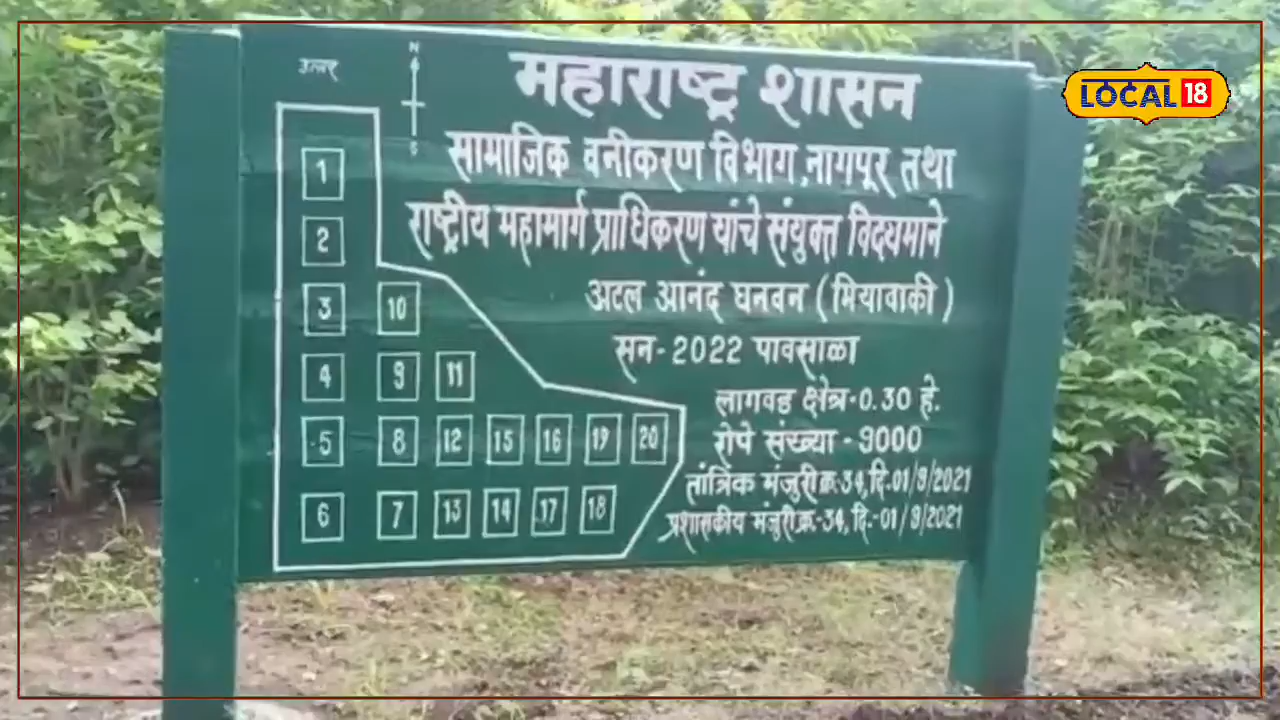 LOCAL 18
उत्तर
N
S
महाराष्ट्र शासन
सामाजिक वनीकरण विभाग,नागपूर तथा
राष्ट्रीय महामार्ग प्राधिकरण यांचे संयुक्त विद्यमाने
अटल आनंद घनवन (मियावाकी)
सन-2022 पावसाळा
लागवड क्षेत्र-0.30 हे.
रोपे संख्या - 9000
तांत्रिक मंजुरी क्र.34, दि.01/9/2021
प्रशासकीय मंजुरी क्र.-34, दि.-01/9/2021
1
2
3 10
4 9 11
5 8 12 15 16 19 20
6 7 13 14 17 18